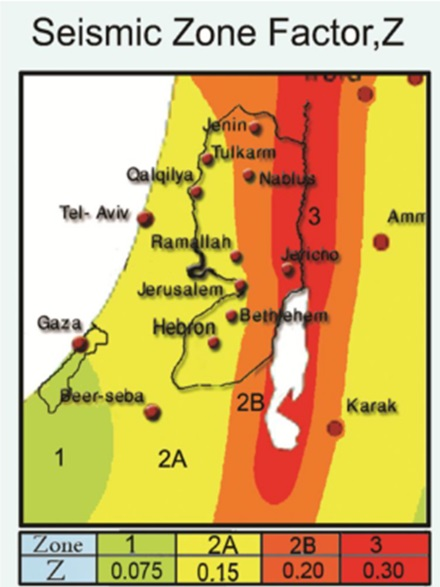 Seismic Zone Factor,Z
Jenin
Tulkarm
Qalqilya
Nablus
Tel- Aviv
3
Amm
Ramallah
Jericho
Jerusalem
Gaza
Bethlehem
Hebron
Beer-seba
2B
Karak
1
2A
Zone 1 2A 2B 3
Z 0.075 0.15 0.20 0.30